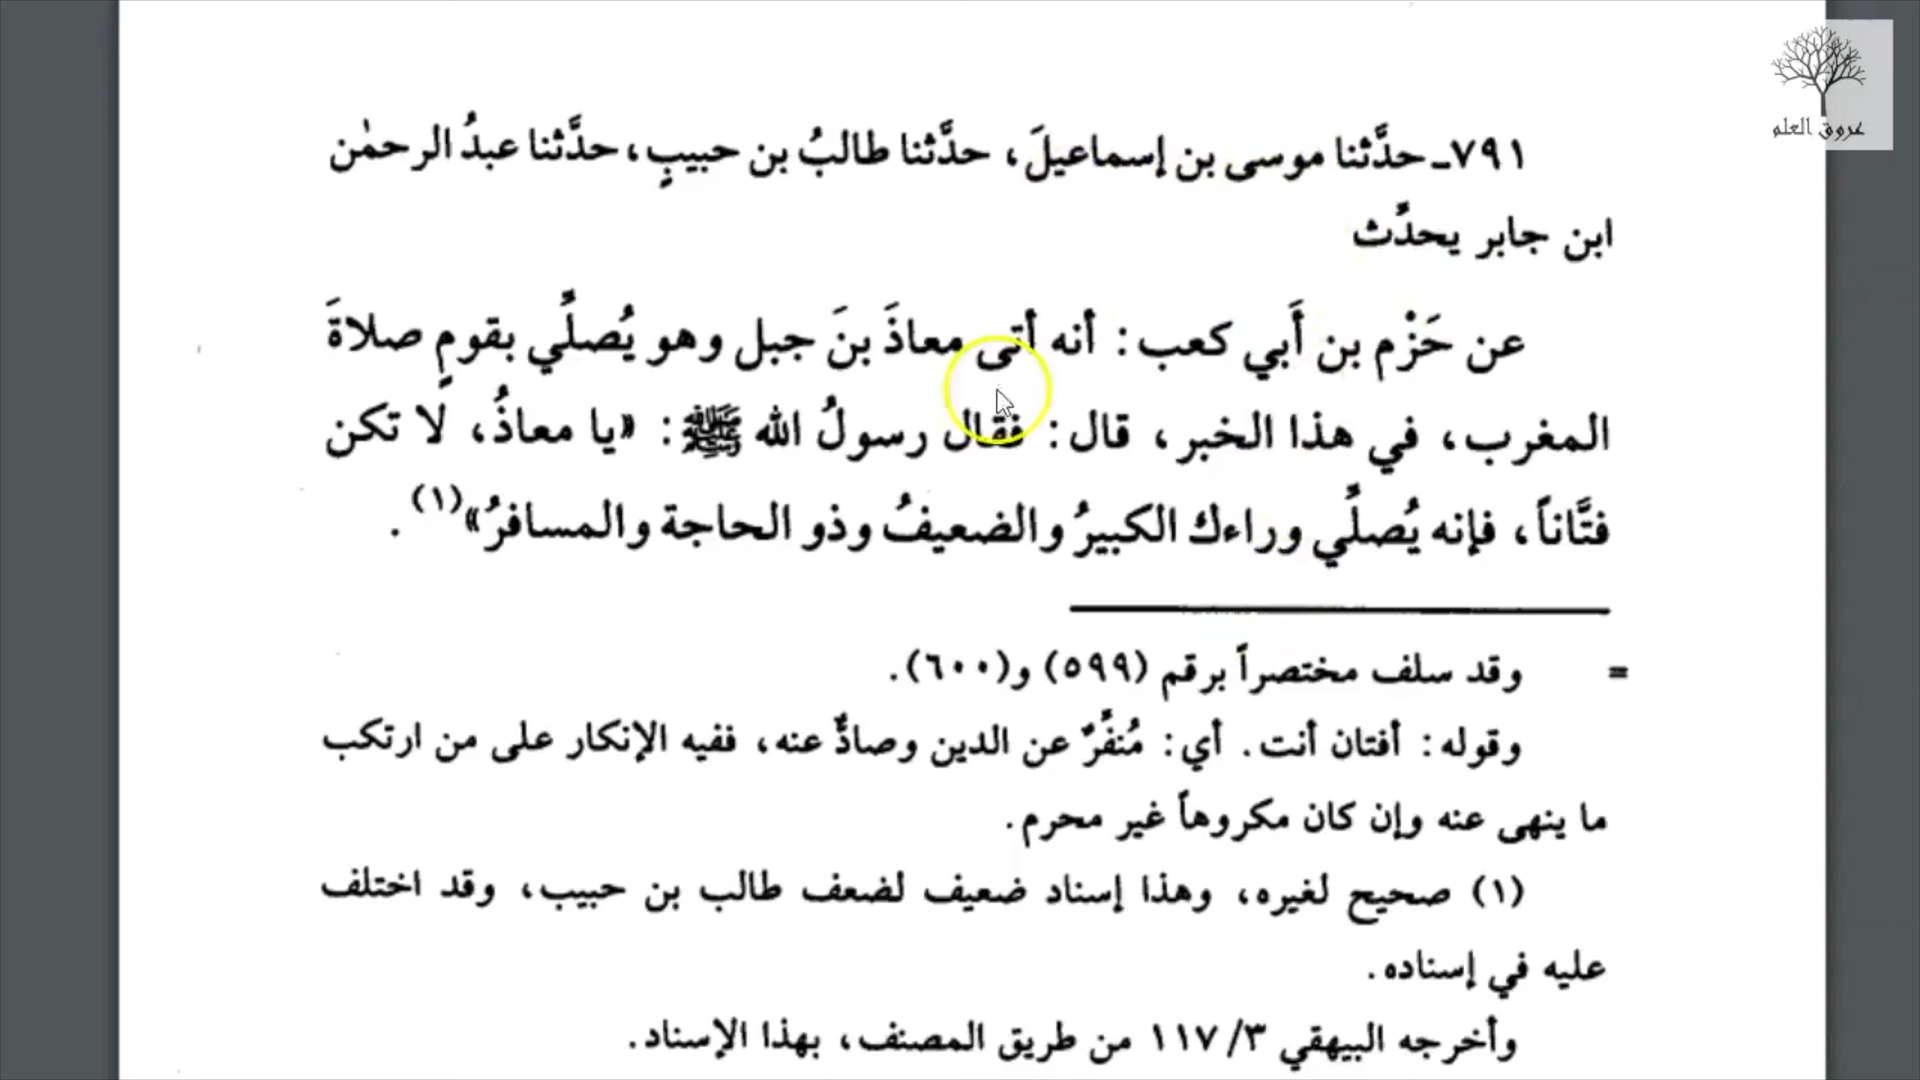 عروق العلم
٧٩١ـ حدَّثنا موسى بن إسماعيلَ، حدَّثنا طالبُ بن حبيبٍ، حدَّثنا عبدُ الرحمٰن
ابن جابر يحدِّث
عن حَزْم بن أَبي كعب: أنه أتى معاذَ بنَ جبل وهو يُصلِّي بقومٍ صلاةَ
المغرب، في هذا الخبر، قال: فقال رسولُ الله ﷺ: «يا معاذُ، لا تكن
فتَّاناً، فإنه يُصلِّي وراءك الكبيرُ والضعيفُ وذو الحاجة والمسافرُ»(١).
= وقد سلف مختصراً برقم (٥٩٩) و(٦٠٠).
وقوله: أفتان أنت. أي: مُنفِّرٌ عن الدين وصادٌّ عنه، ففيه الإنكار على من ارتكب
ما ينهى عنه وإن كان مكروهاً غير محرم.
(١) صحيح لغيره، وهذا إسناد ضعيف لضعف طالب بن حبيب، وقد اختلف
عليه في إسناده.
وأخرجه البيهقي ٣/ ١١٧ من طريق المصنف، بهذا الإسناد.